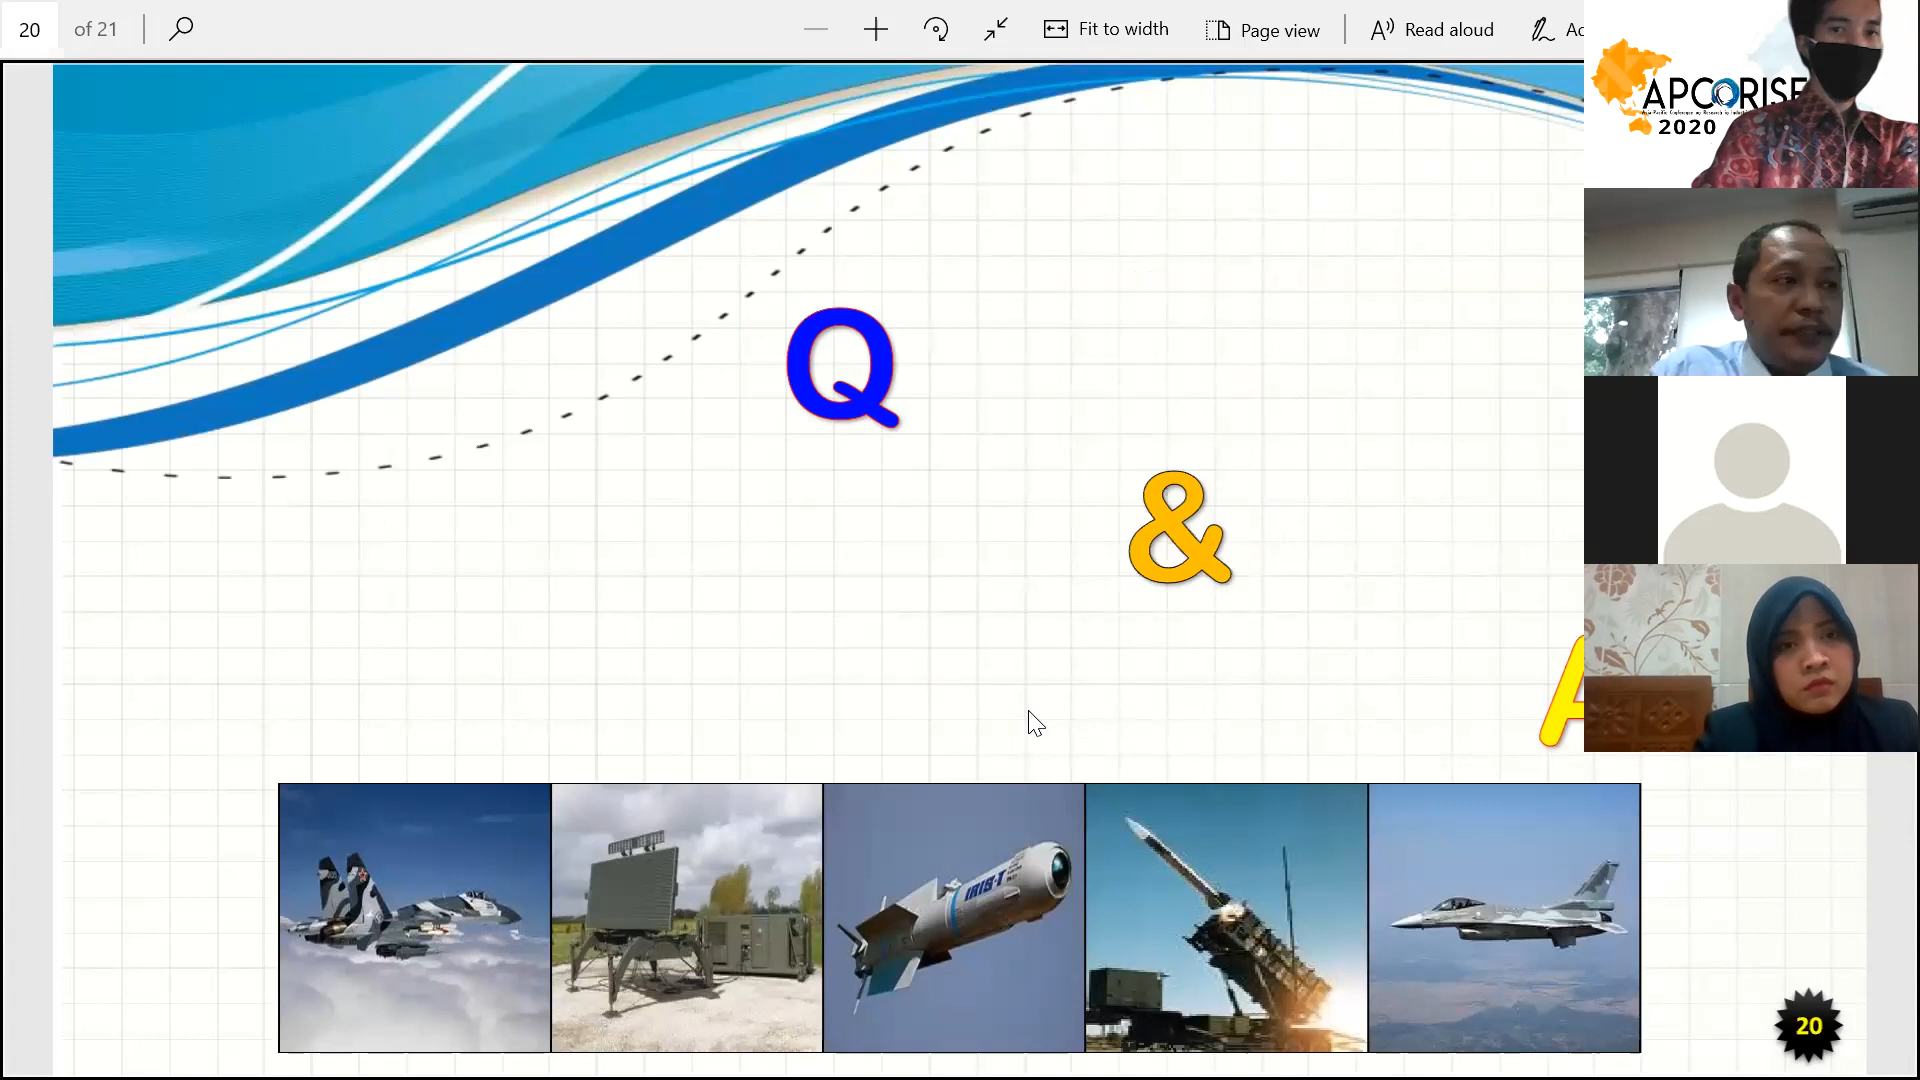 20 of 21
Fit to width
Page view
Read aloud
APCORISE
2020
Q
&
A
IRIS-T
20